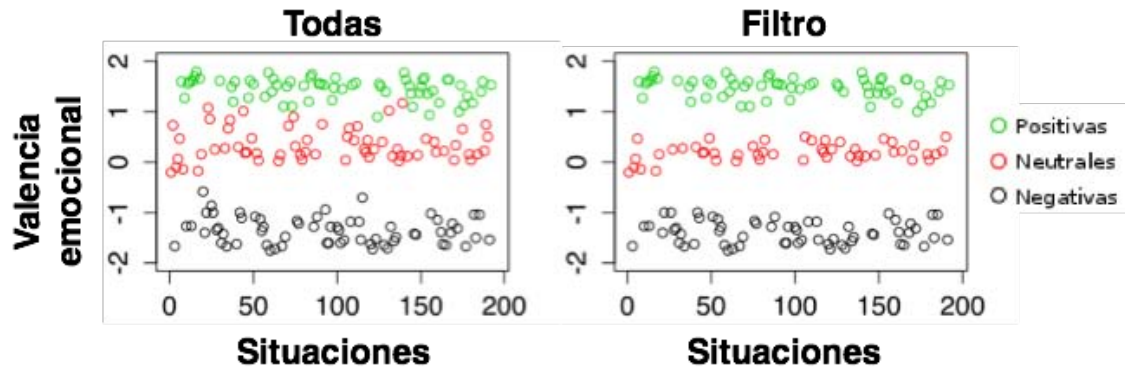 Todas
Filtro
Valencia
emocional
2
1
0
-1
-2
0
50
100
150
200
Situaciones
2
1
0
-1
-2
0
50
100
150
200
Situaciones
Positivas
Neutrales
Negativas